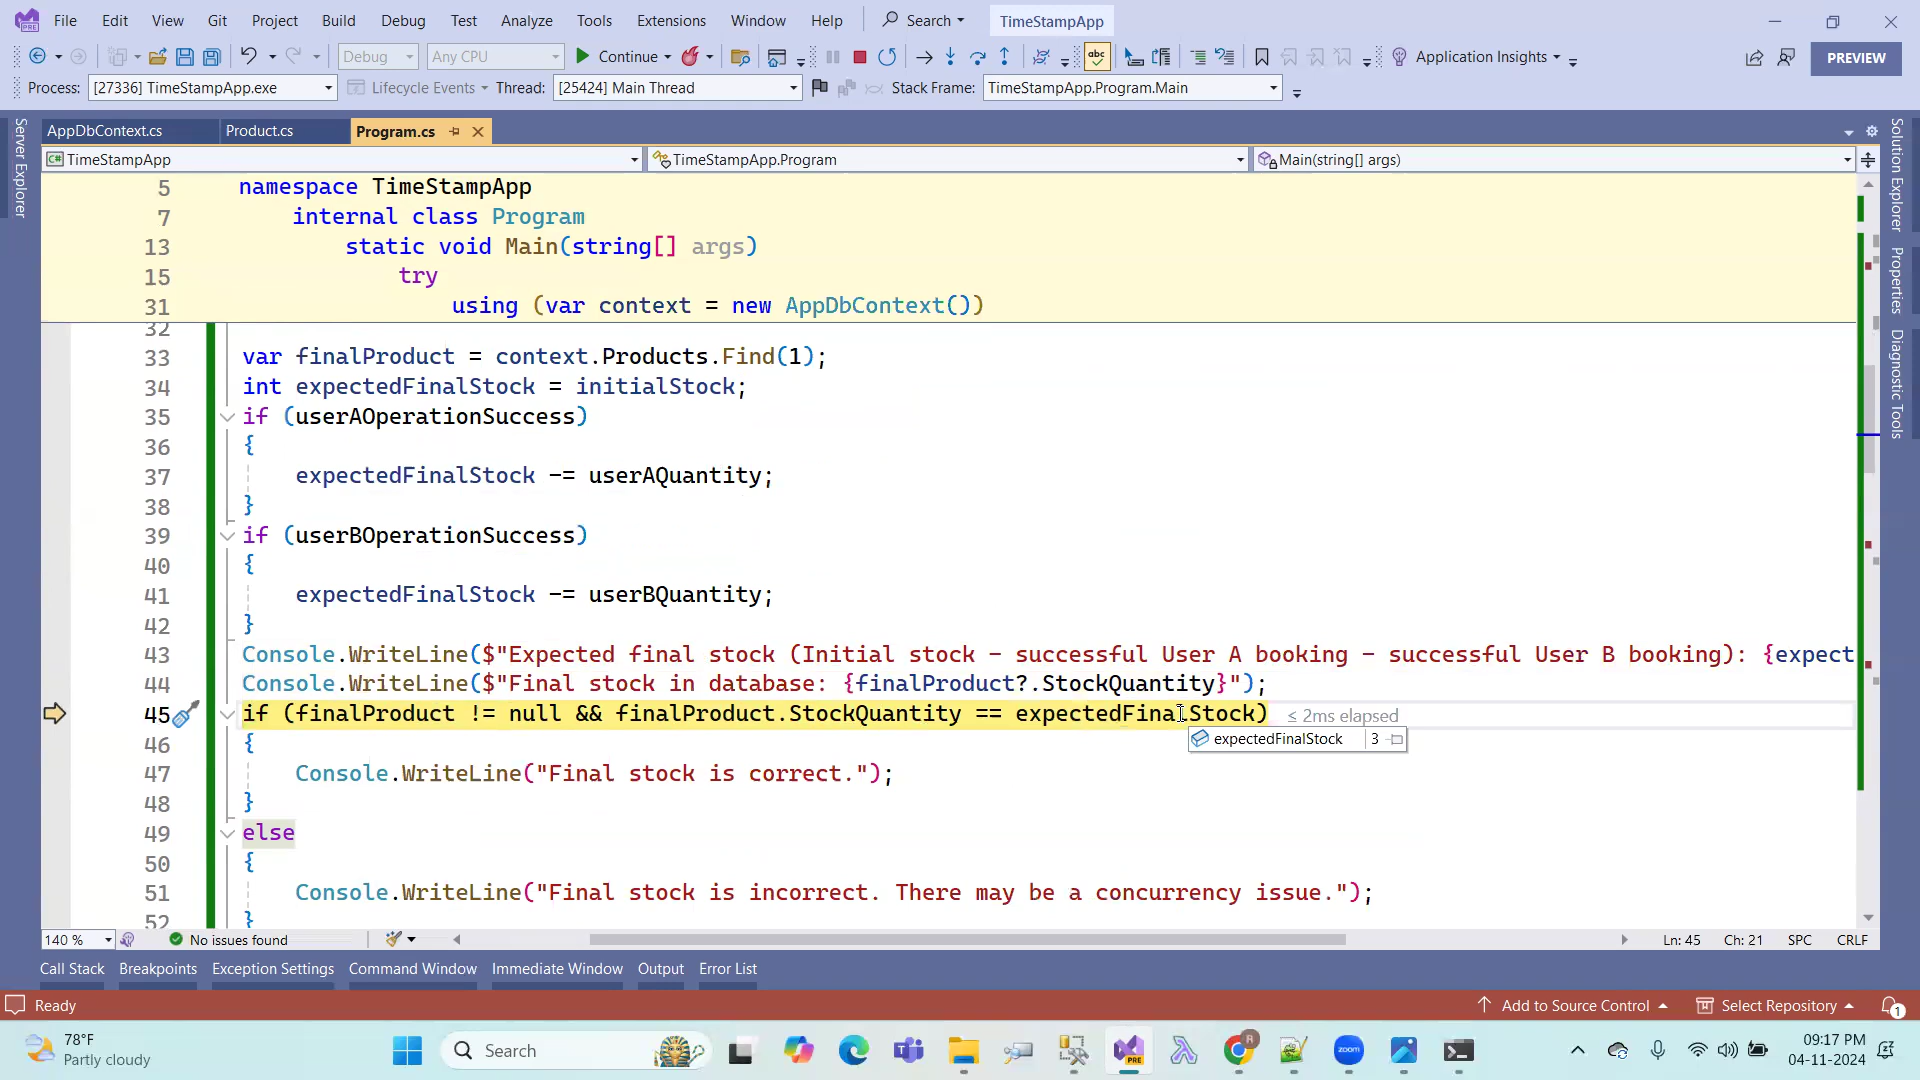 File Edit View Git Project Build Debug Test Analyze Tools Extensions Window Help Search TimeStampApp
Debug Any CPU Continue abc Application Insights PREVIEW
Process: [27336] TimeStampApp.exe Lifecycle Events Thread: [25424] Main Thread Stack Frame: TimeStampApp.Program.Main
AppDbContext.cs Product.cs Program.cs
TimeStampApp TimeStampApp.Program Main(string[] args)
5 namespace TimeStampApp
7 internal class Program
13 static void Main(string[] args)
15 try
31 using (var context = new AppDbContext())
32
33 var finalProduct = context.Products.Find(1);
34 int expectedFinalStock = initialStock;
35 if (userAOperationSuccess)
36 {
37 expectedFinalStock -= userAQuantity;
38 }
39 if (userBOperationSuccess)
40 {
41 expectedFinalStock -= userBQuantity;
42 }
43 Console.WriteLine($"Expected final stock (Initial stock - successful User A booking - successful User B booking): {expect
44 Console.WriteLine($"Final stock in database: {finalProduct?.StockQuantity}");
45 if (finalProduct != null && finalProduct.StockQuantity == expectedFinalStock) ≤ 2ms elapsed
expectedFinalStock 3
46 {
47 Console.WriteLine("Final stock is correct.");
48 }
49 else
50 {
51 Console.WriteLine("Final stock is incorrect. There may be a concurrency issue.");
52 }
140 % No issues found Ln: 45 Ch: 21 SPC CRLF
Call Stack Breakpoints Exception Settings Command Window Immediate Window Output Error List
Ready Add to Source Control Select Repository 1
Server Explorer
Solution Explorer
Properties
Diagnostic Tools
78°F
Partly cloudy
Search
zoom
PRE
09:17 PM
04-11-2024